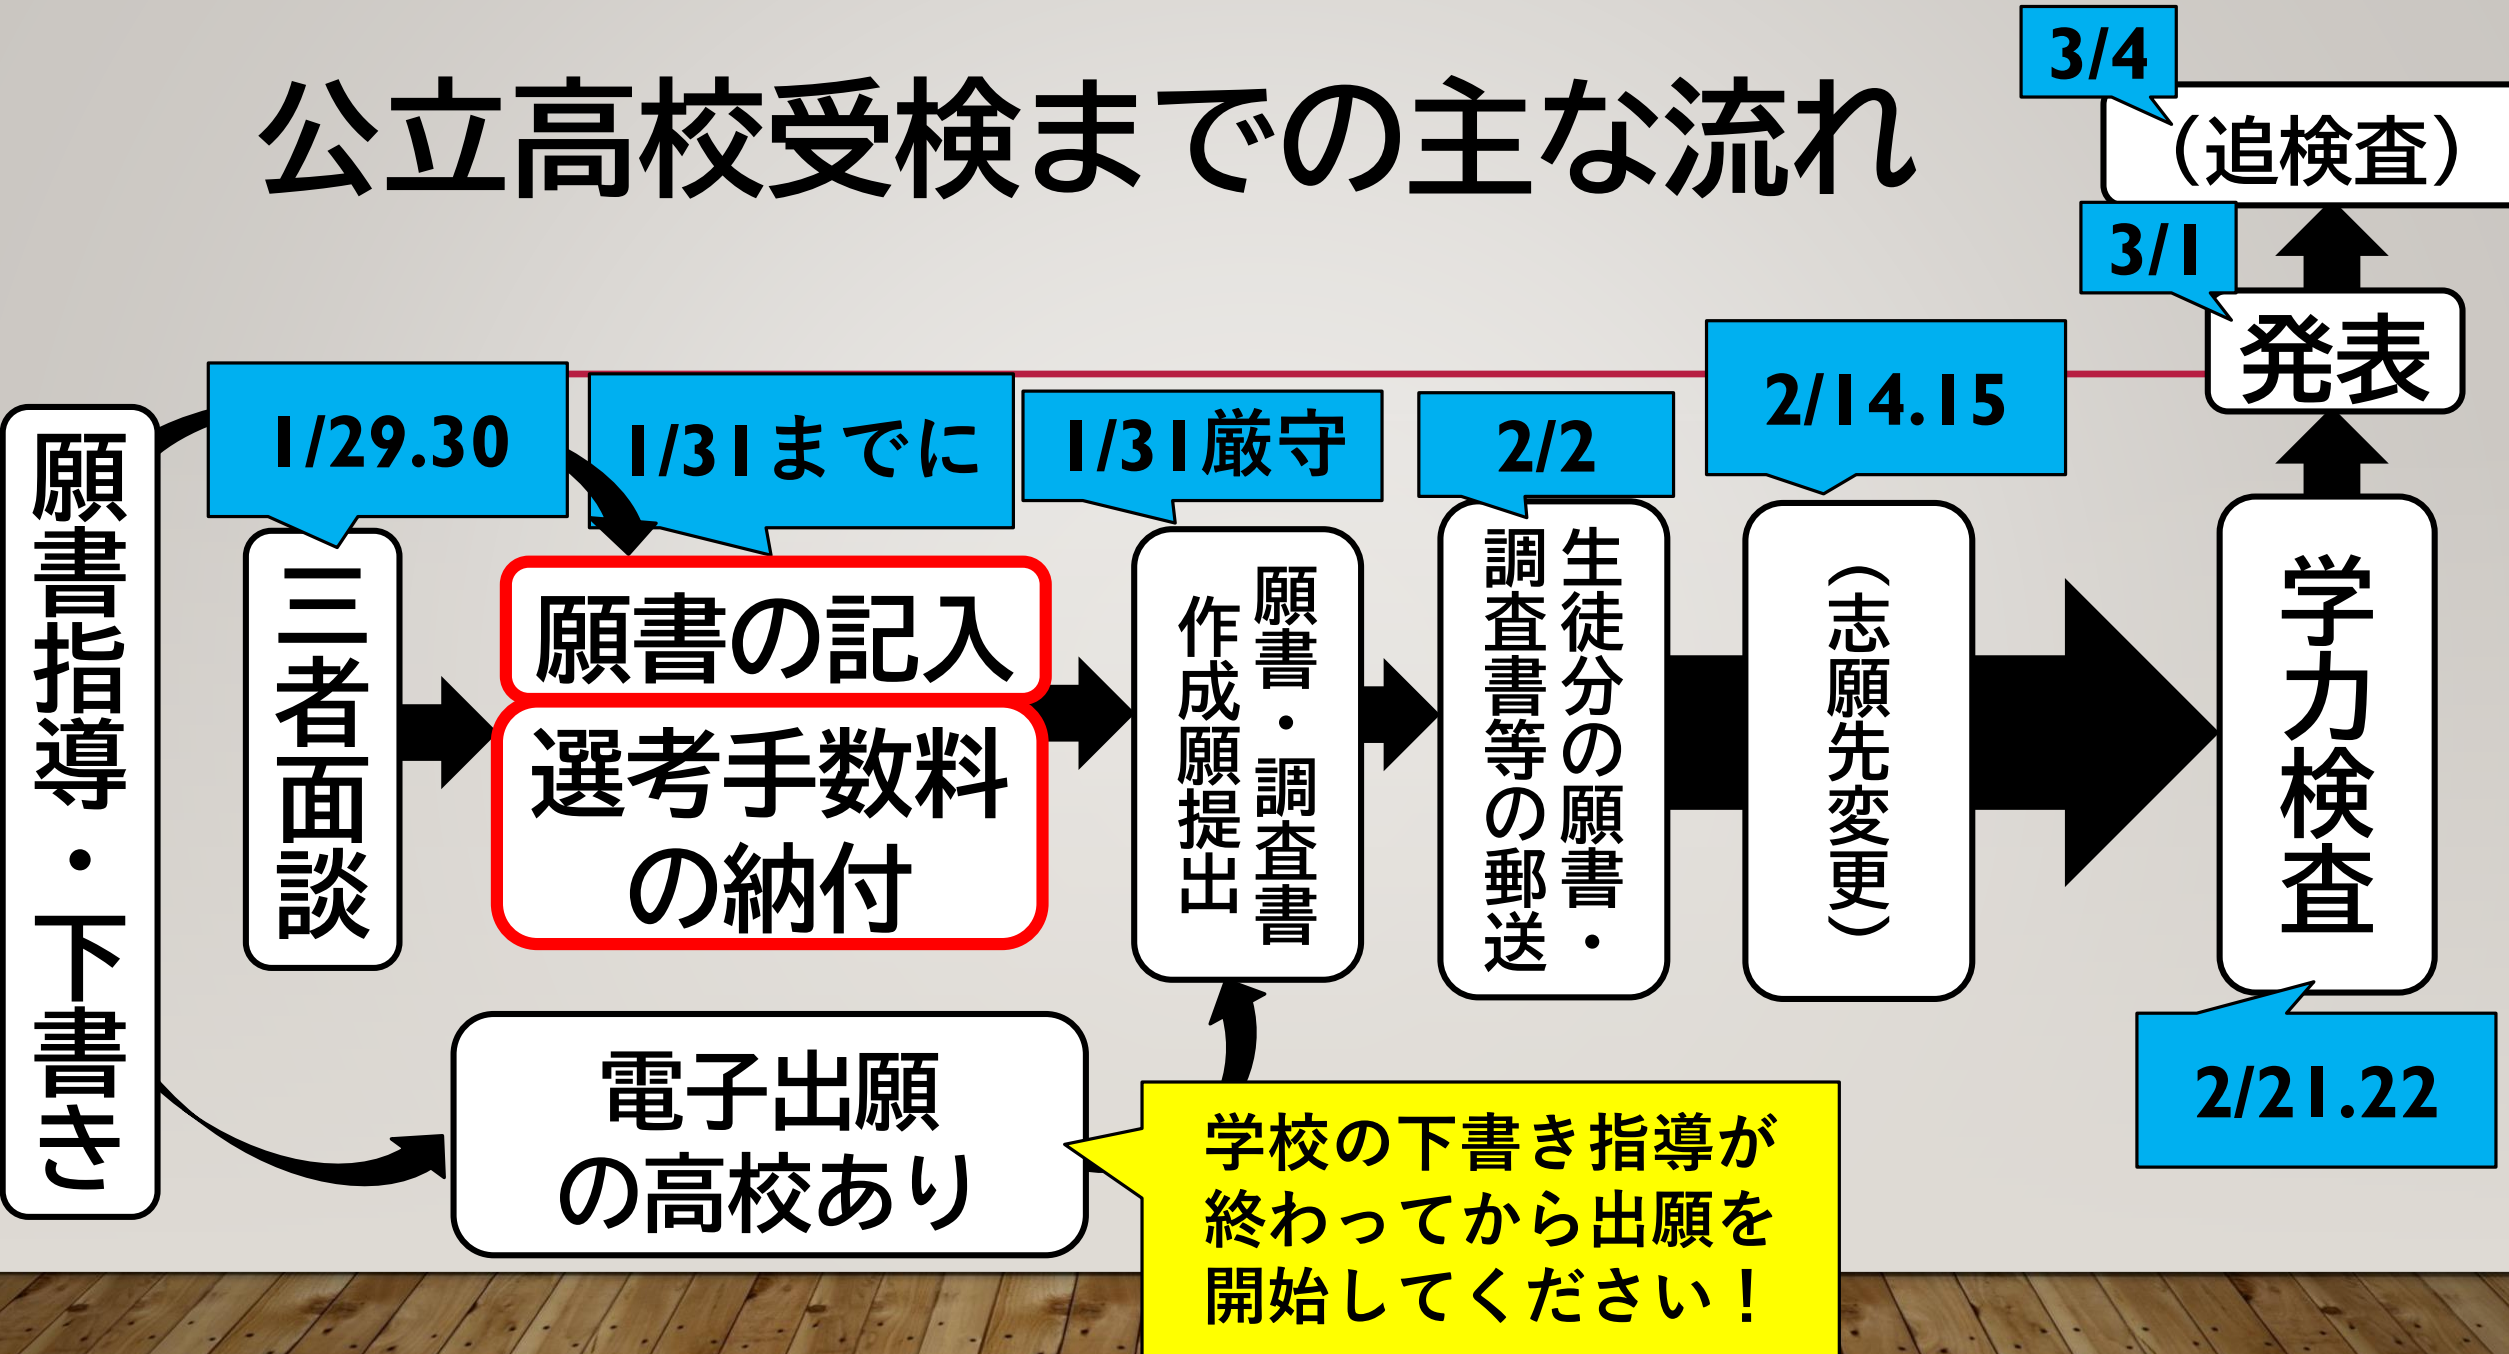 公立高校受検までの主な流れ
願書指導・下書き
1/29.30
三者面談
1/31までに
願書の記入
選考手数料
の納付
電子出願
の高校あり
学校の下書き指導が
終わってから出願を
開始してください！
1/31厳守
願書・調査書
作成願提出
2/2
生徒分の願書・
調査書等の郵送
2/14.15
（志願先変更）
学力検査
2/21.22
3/1
発表
3/4
（追検査）